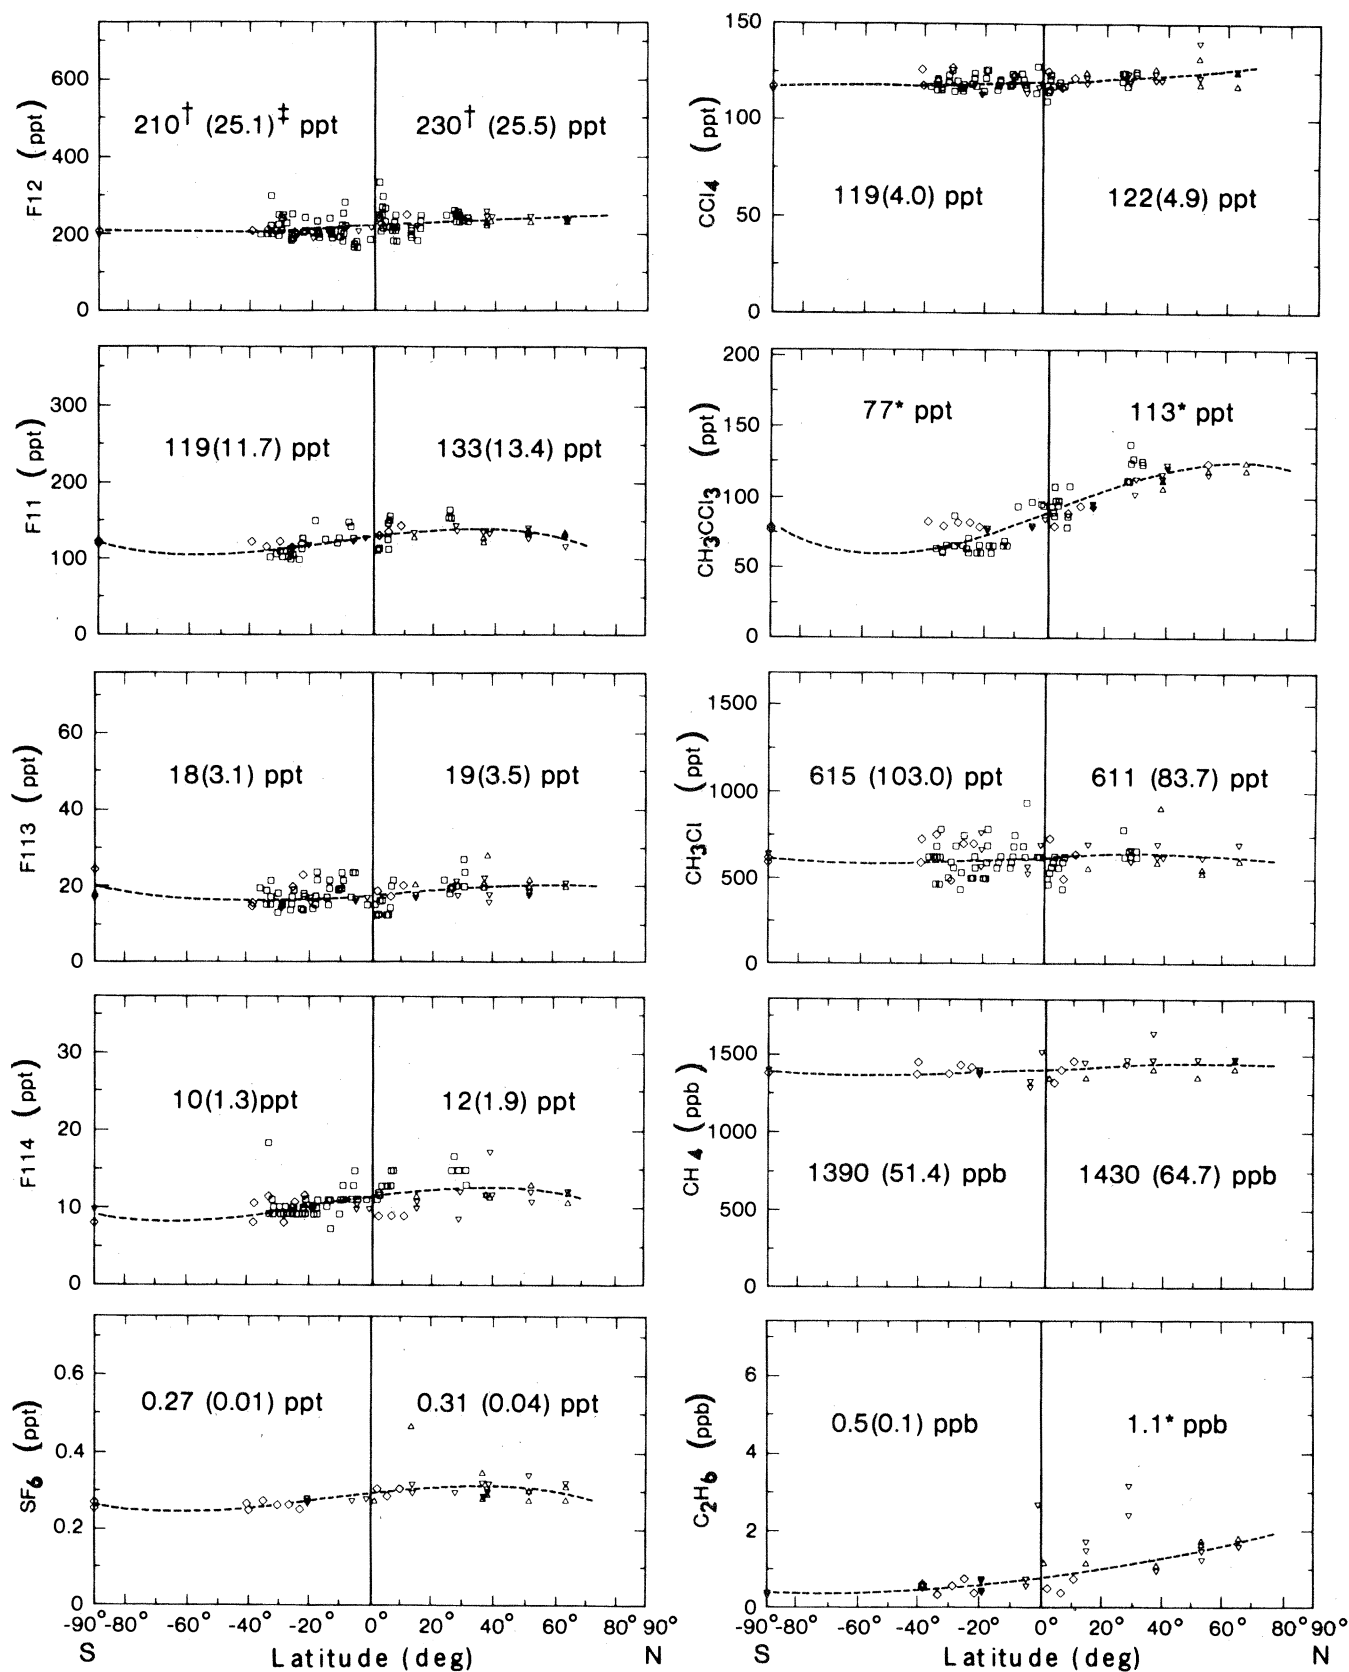 F12 (ppt)
600
400
200
0
210† (25.1)‡ ppt
230† (25.5) ppt
CCl4 (ppt)
150
100
50
0
119(4.0) ppt
122(4.9) ppt
F11 (ppt)
300
200
100
0
119(11.7) ppt
133(13.4) ppt
CH3CCl3 (ppt)
200
150
100
50
0
77* ppt
113* ppt
F113 (ppt)
60
40
20
0
18(3.1) ppt
19(3.5) ppt
CH3Cl (ppt)
1500
1000
500
0
615 (103.0) ppt
611 (83.7) ppt
F114 (ppt)
30
20
10
0
10(1.3)ppt
12(1.9) ppt
CH4 (ppb)
1500
1000
500
0
1390 (51.4) ppb
1430 (64.7) ppb
SF6 (ppt)
0.6
0.4
0.2
0
0.27 (0.01) ppt
0.31 (0.04) ppt
-90° -80° -60° -40° -20° 0° 20° 40° 60° 80° 90°
S Latitude (deg) N
C2H6 (ppb)
6
4
2
0
0.5(0.1) ppb
1.1* ppb
-90° -80° -60° -40° -20° 0° 20° 40° 60° 80° 90°
S Latitude (deg) N